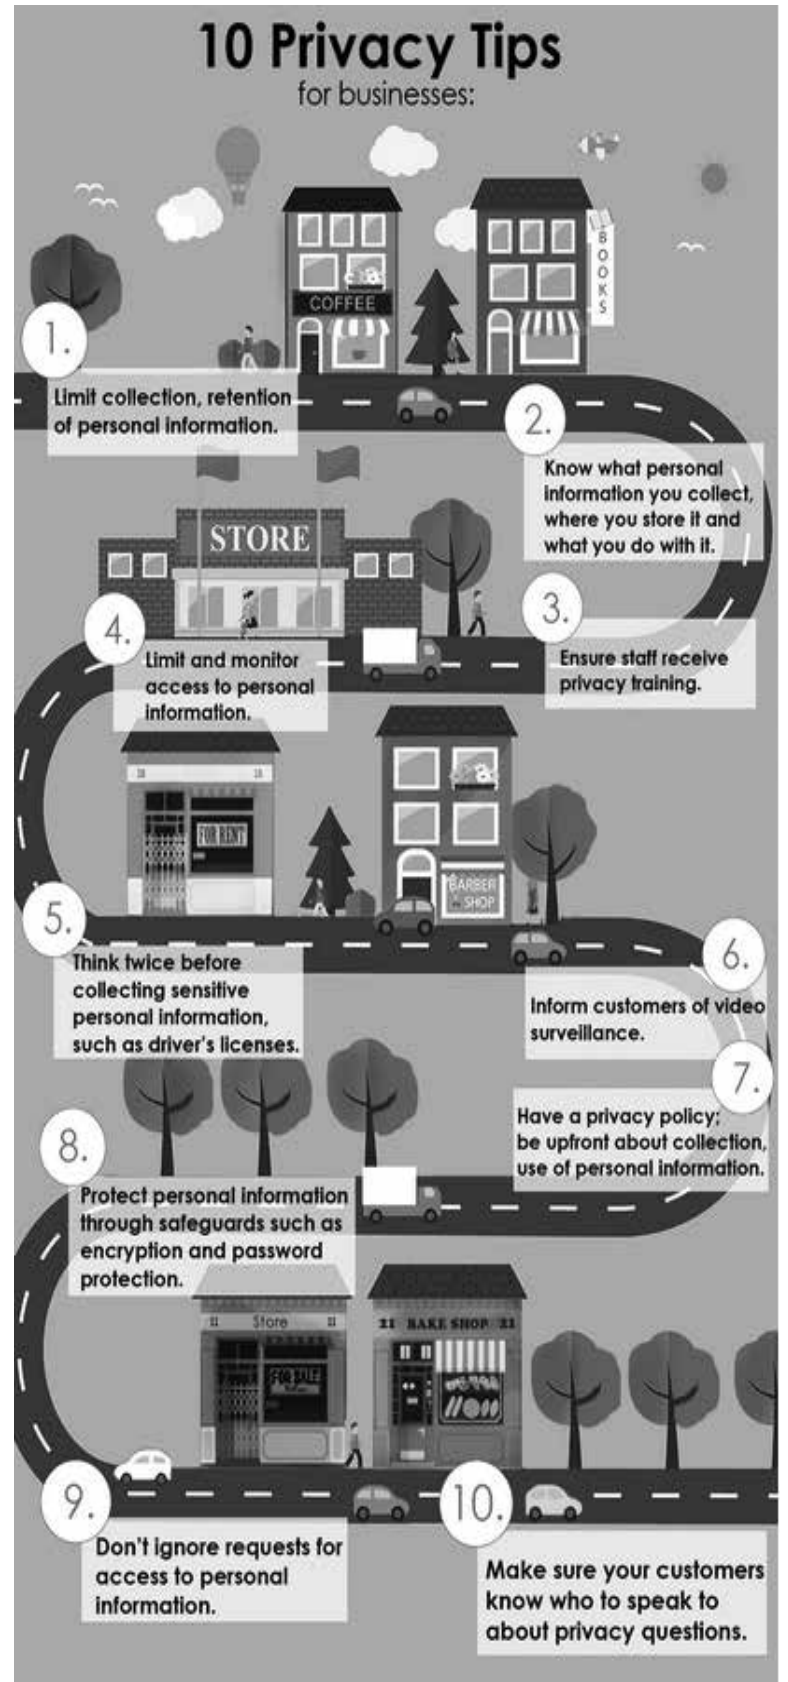 10 Privacy Tips
for businesses:
COFFEE
BOOKS
1.
Limit collection, retention
of personal information.
2.
Know what personal
information you collect,
where you store it and
what you do with it.
STORE
3.
Ensure staff receive
privacy training.
4.
Limit and monitor
access to personal
information.
FOR RENT
BARBER
SHOP
5.
Think twice before
collecting sensitive
personal information,
such as driver's licenses.
6.
Inform customers of video
surveillance.
7.
Have a privacy policy;
be upfront about collection,
use of personal information.
8.
Protect personal information
through safeguards such as
encryption and password
protection.
11 Store 11
21 BAKE SHOP 21
FOR SALE
9.
Don't ignore requests for
access to personal
information.
10.
Make sure your customers
know who to speak to
about privacy questions.